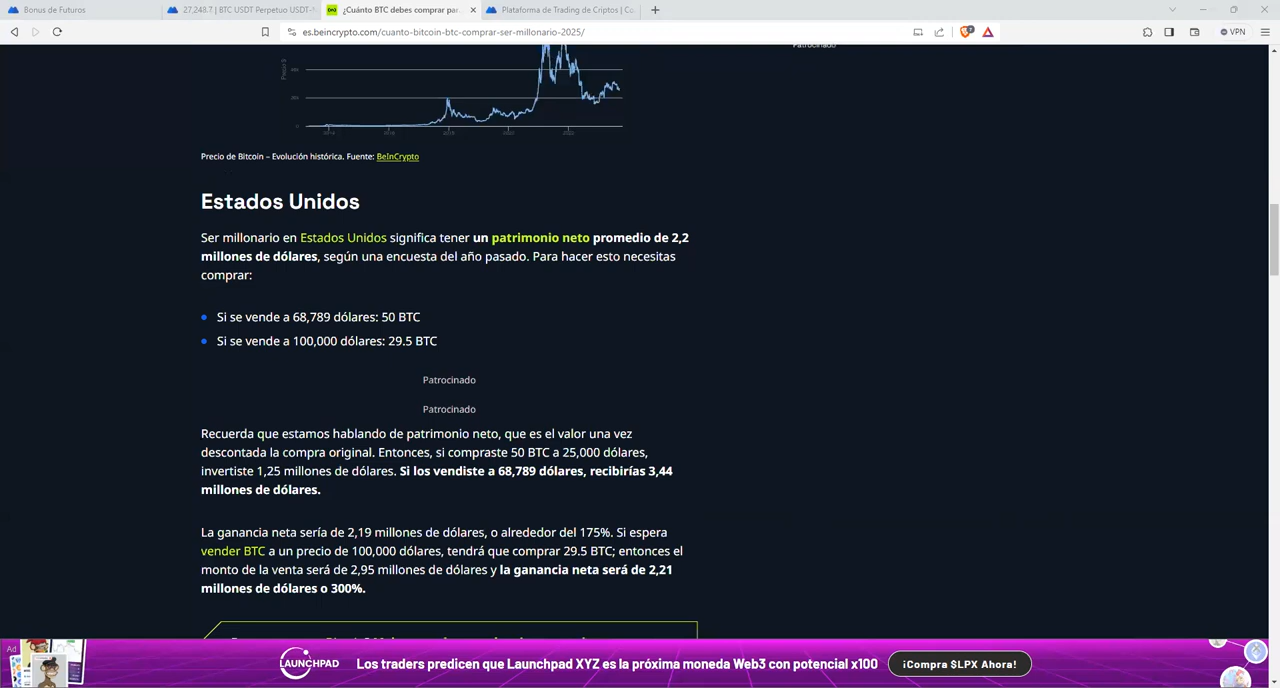 Bonus de Futuros
27,248.7 | BTC USDT Perpetuo USDT-
¿Cuánto BTC debes comprar par
Plataforma de Trading de Criptos | Co
es.beincrypto.com/cuanto-bitcoin-btc-comprar-ser-millonario-2025/
VPN
Patrocinado
Precio de Bitcoin – Evolución histórica. Fuente: BeInCrypto
Estados Unidos
Ser millonario en Estados Unidos significa tener un patrimonio neto promedio de 2,2
millones de dólares, según una encuesta del año pasado. Para hacer esto necesitas
comprar:
Si se vende a 68,789 dólares: 50 BTC
Si se vende a 100,000 dólares: 29.5 BTC
Patrocinado
Patrocinado
Recuerda que estamos hablando de patrimonio neto, que es el valor una vez
descontada la compra original. Entonces, si compraste 50 BTC a 25,000 dólares,
invertiste 1,25 millones de dólares. Si los vendiste a 68,789 dólares, recibirías 3,44
millones de dólares.
La ganancia neta sería de 2,19 millones de dólares, o alrededor del 175%. Si espera
vender BTC a un precio de 100,000 dólares, tendrá que comprar 29.5 BTC; entonces el
monto de la venta será de 2,95 millones de dólares y la ganancia neta será de 2,21
millones de dólares o 300%.
Ad
LAUNCHPAD
Los traders predicen que Launchpad XYZ es la próxima moneda Web3 con potencial x100
¡Compra $LPX Ahora!